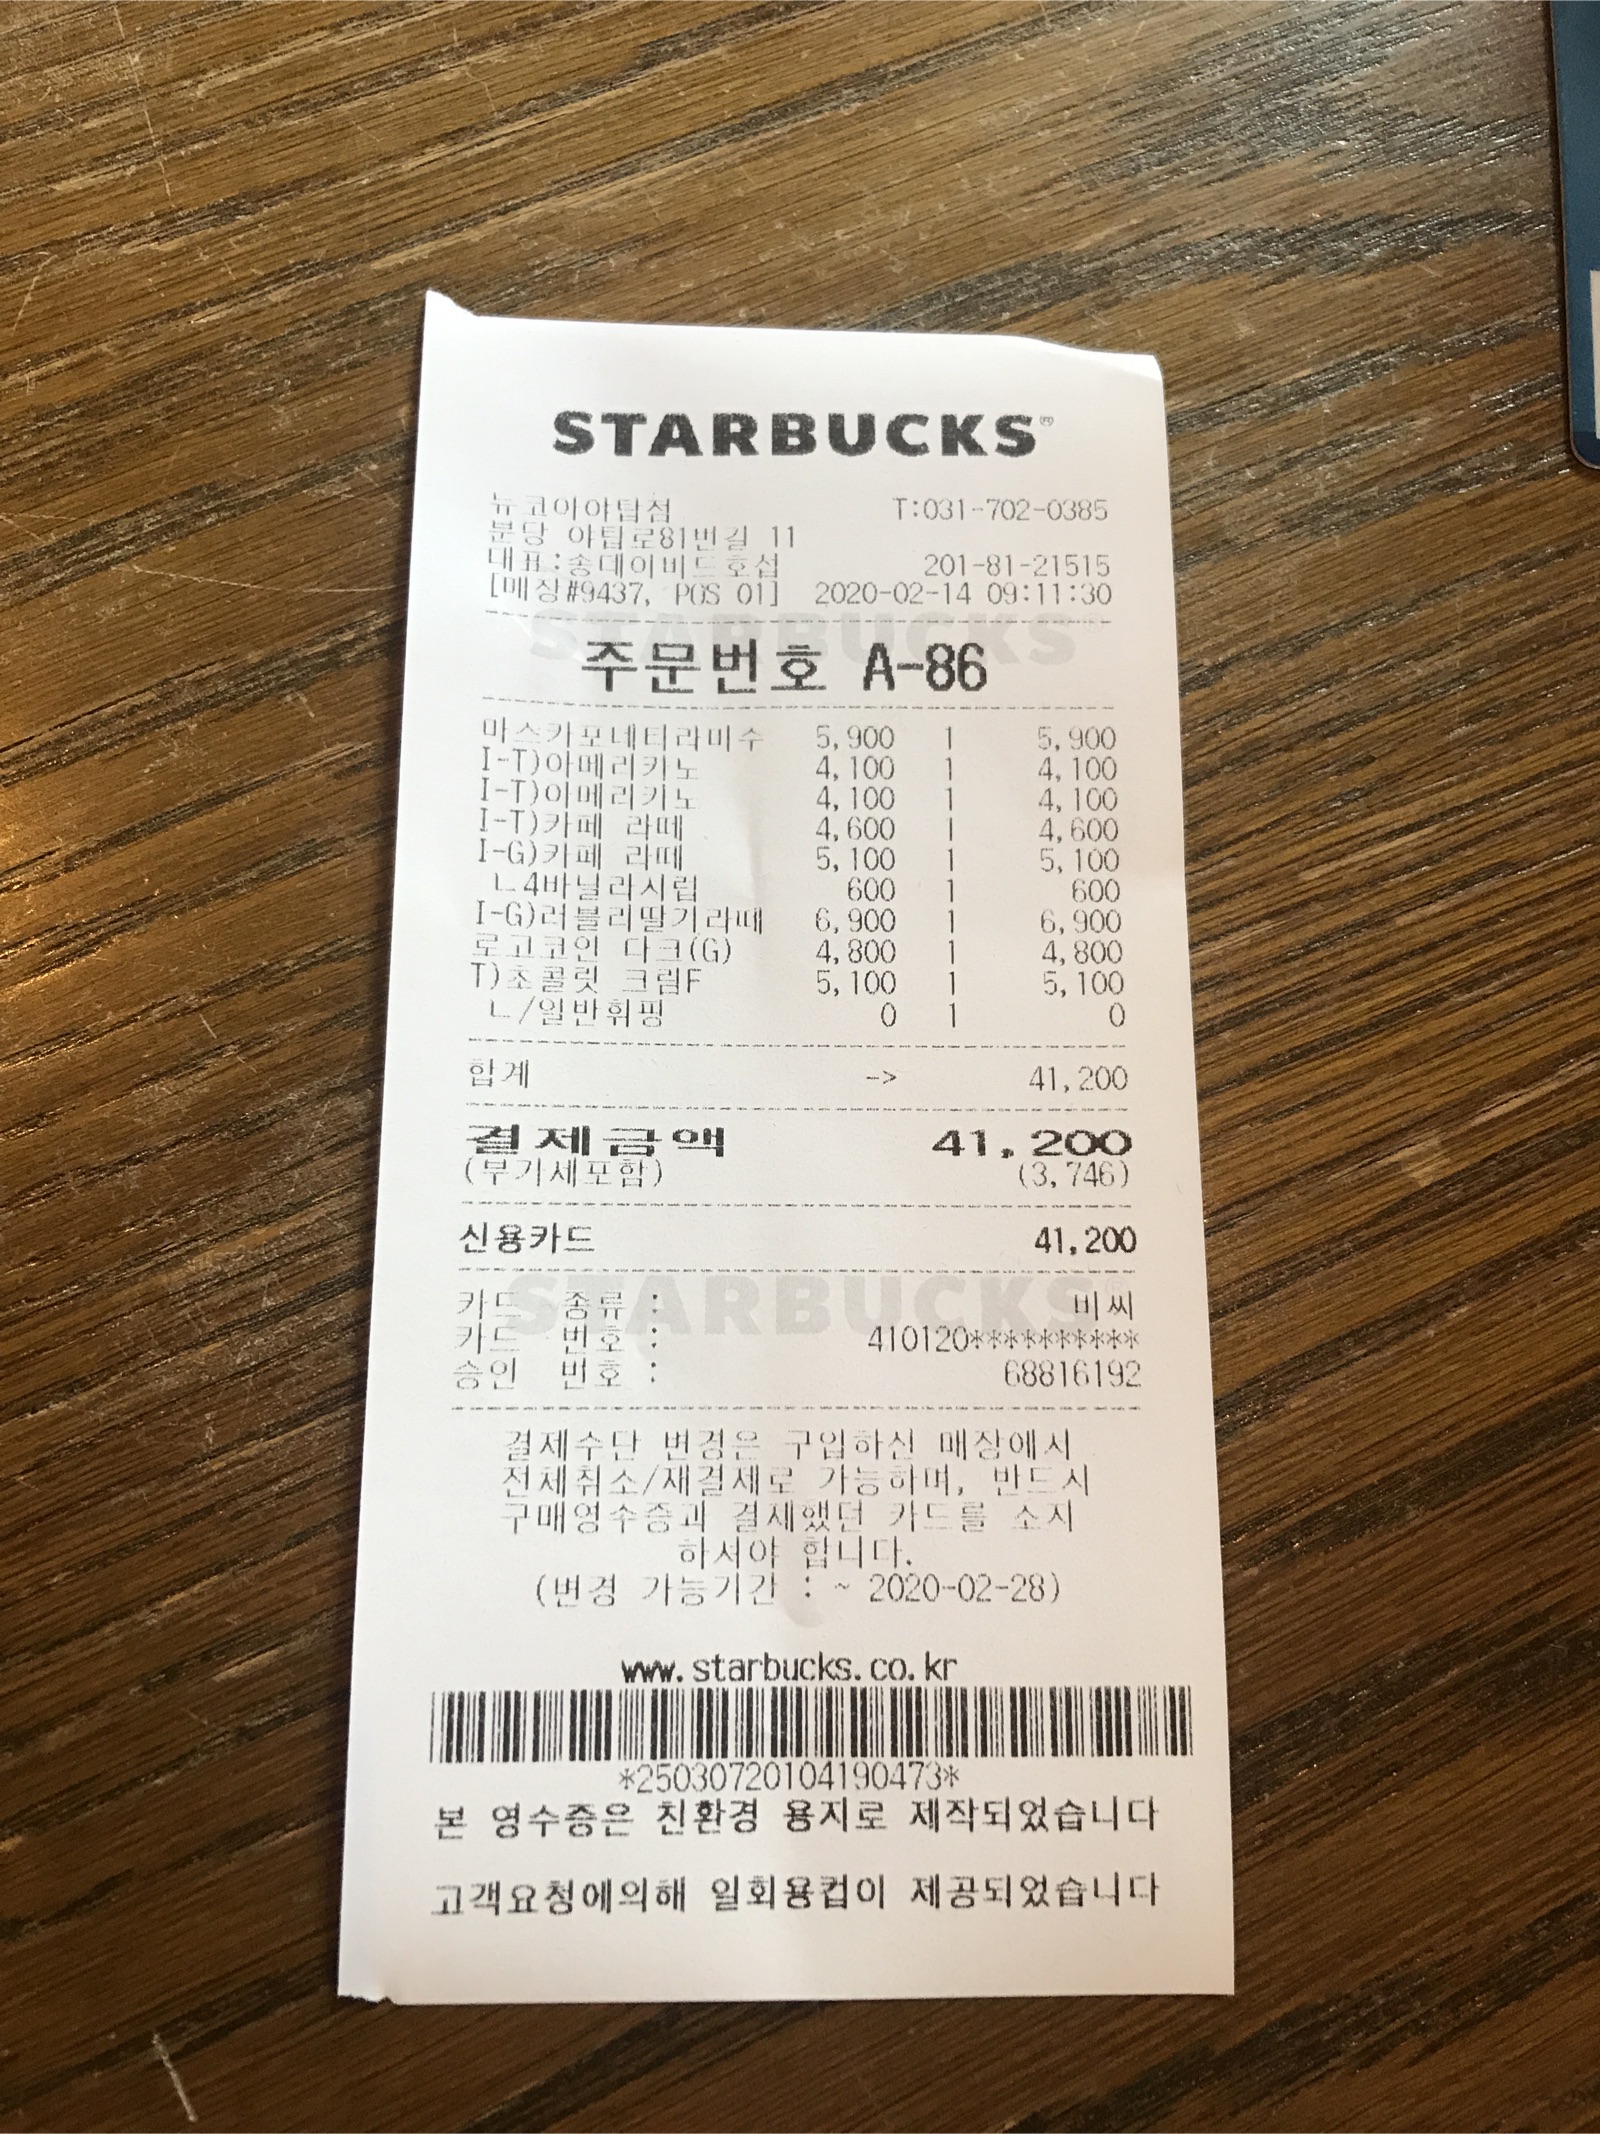 STARBUCKS®
뉴코아야탑점 T:031-702-0385
분당 야탑로81번길 11
대표:송데이비드호섭 201-81-21515
[매장#9437, POS 01] 2020-02-14 09:11:30
STARBUCKS®
주문번호 A-86
마스카포네티라미수 5,900 1 5,900
I-T)아메리카노 4,100 1 4,100
I-T)아메리카노 4,100 1 4,100
I-T)카페 라떼 4,600 1 4,600
I-G)카페 라떼 5,100 1 5,100
ㄴ4바닐라시럽 600 1 600
I-G)러블리딸기라떼 6,900 1 6,900
로고코인 다크(G) 4,800 1 4,800
T)초콜릿 크림F 5,100 1 5,100
ㄴ/일반휘핑 0 1 0
합계 -> 41,200
결제금액 41,200
(부가세포함) (3,746)
신용카드 41,200
STARBUCKS®
카드 종류 : 비씨
카드 번호 : 410120**********
승인 번호 : 68816192
결제수단 변경은 구입하신 매장에서
전체취소/재결제로 가능하며, 반드시
구매영수증과 결제했던 카드를 소지
하셔야 합니다.
(변경 가능기간 : ~ 2020-02-28)
www.starbucks.co.kr
*25030720104190473*
본 영수증은 친환경 용지로 제작되었습니다
고객요청에의해 일회용컵이 제공되었습니다